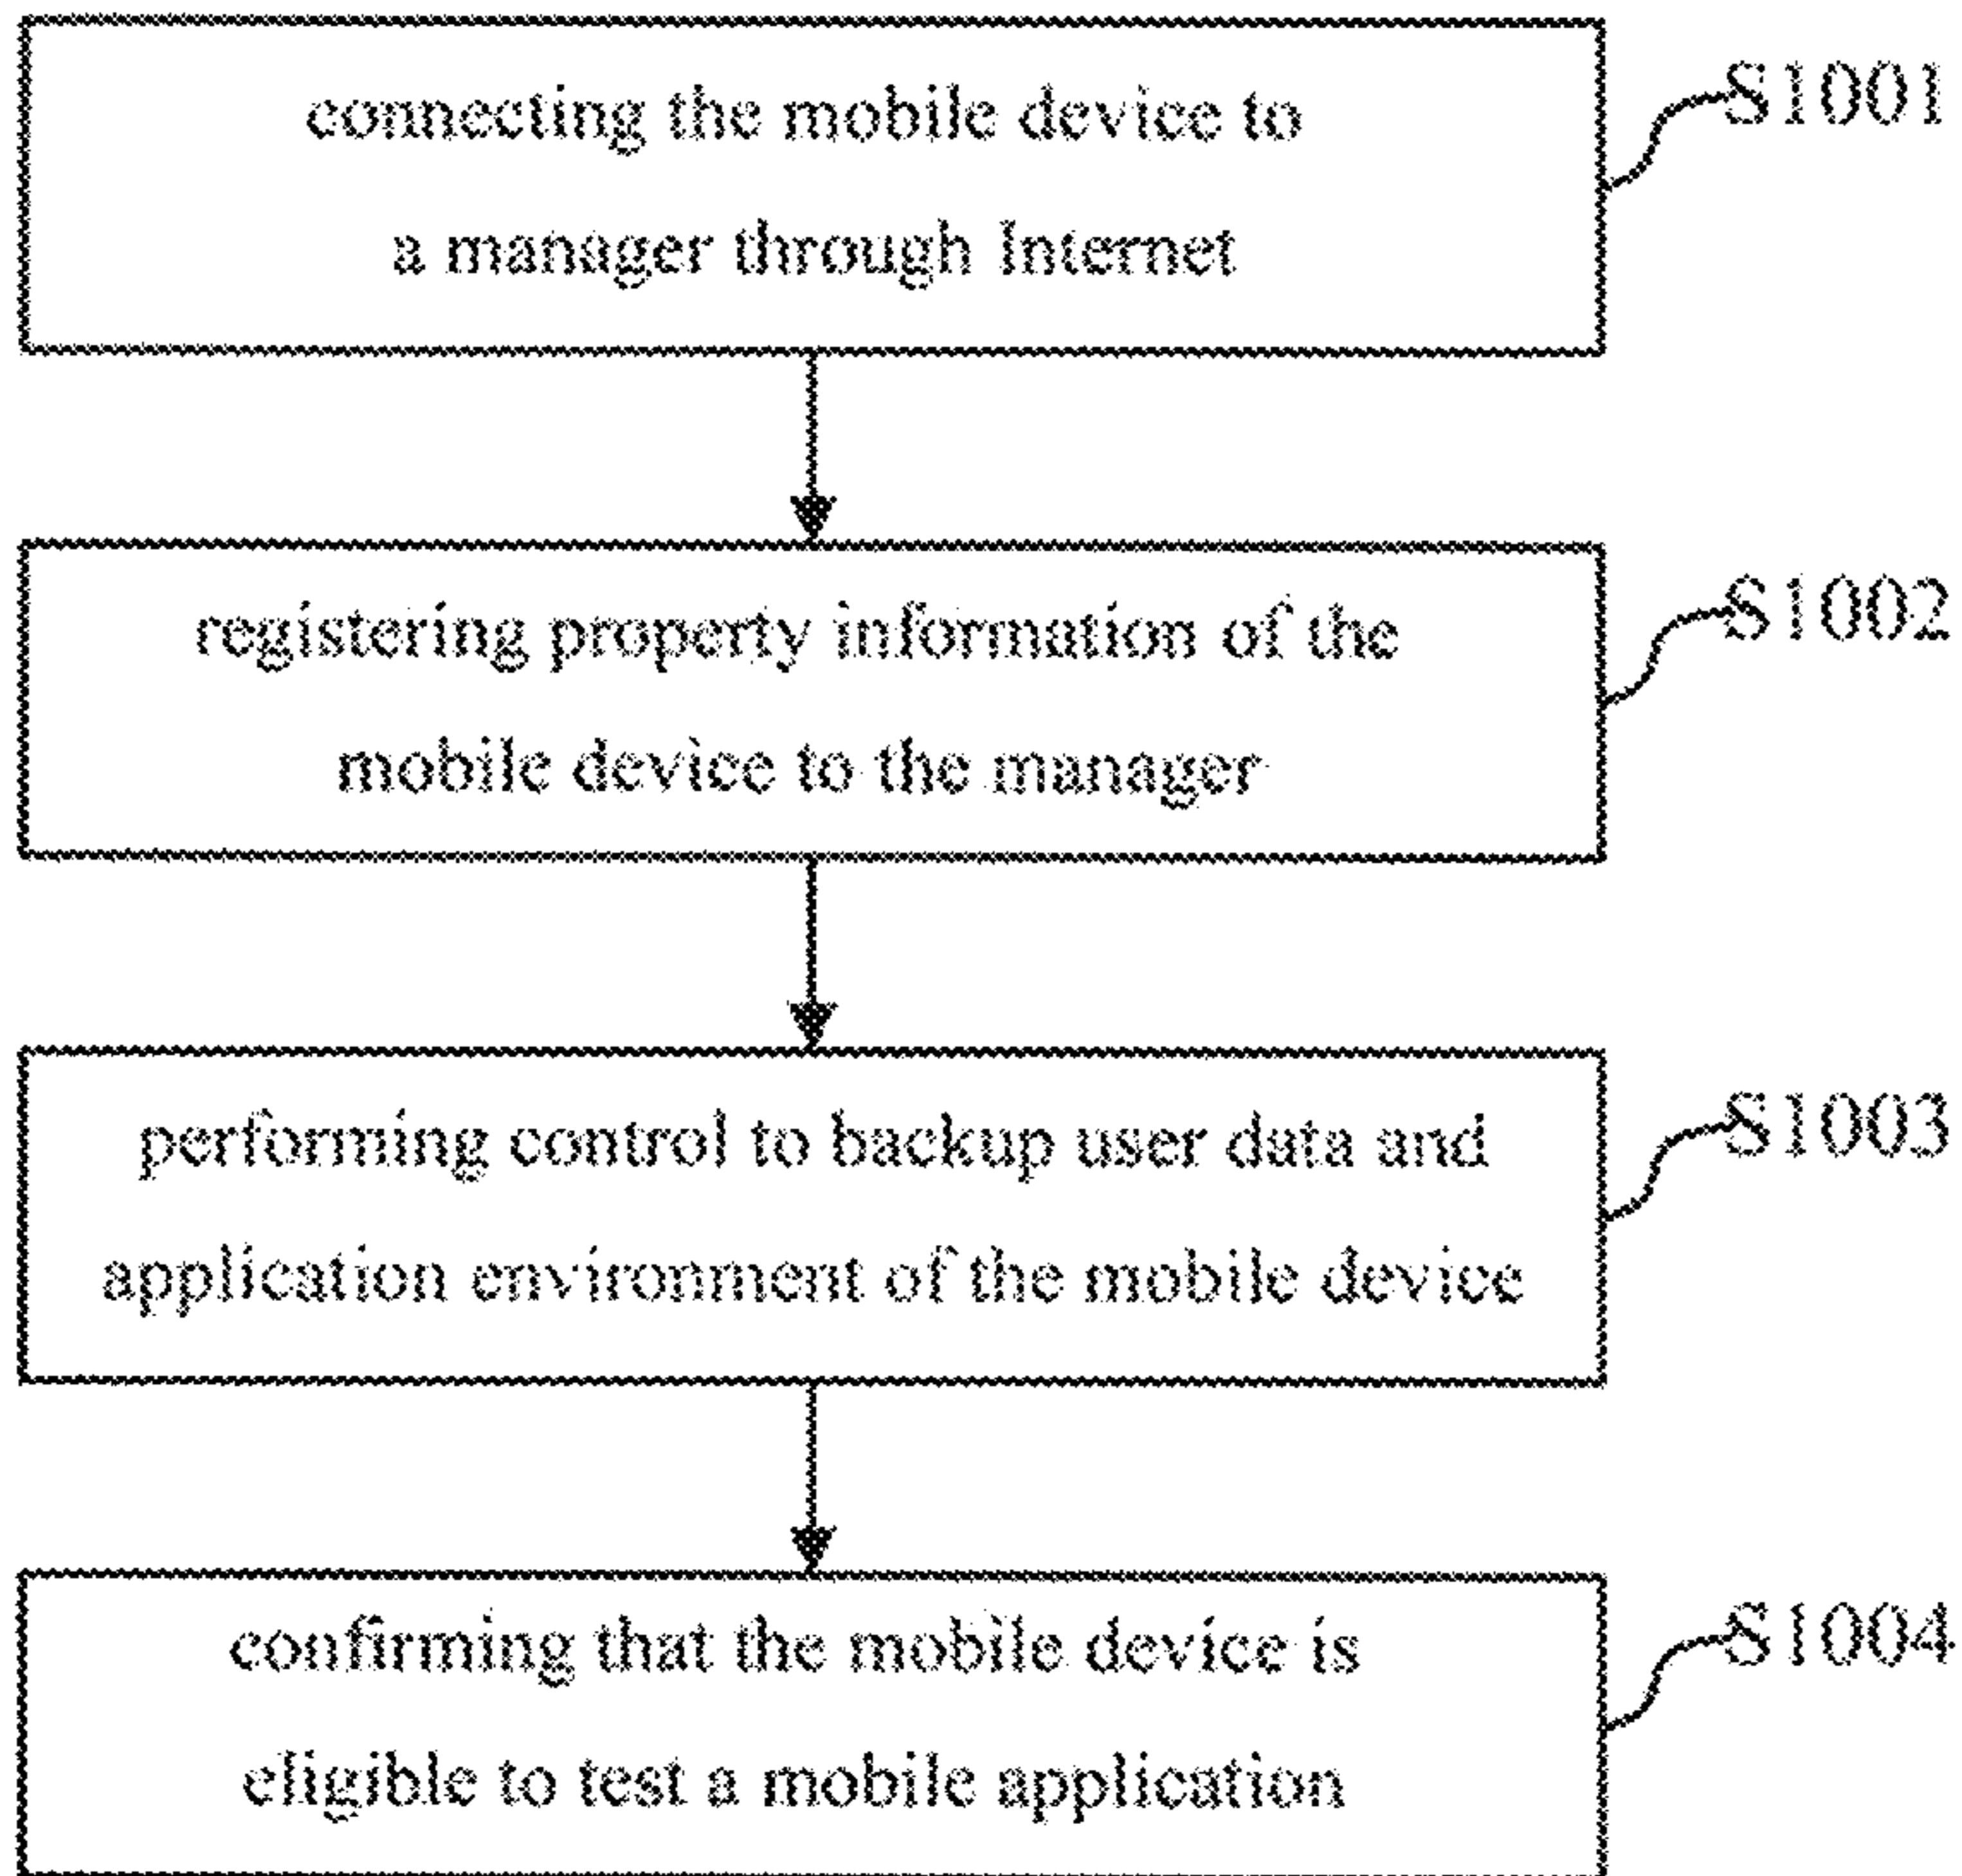 connecting the mobile device to
a manager through Internet
S1001
registering property information of the
mobile device to the manager
S1002
performing control to backup user data and
application environment of the mobile device
S1003
confirming that the mobile device is
eligible to test a mobile application
S1004